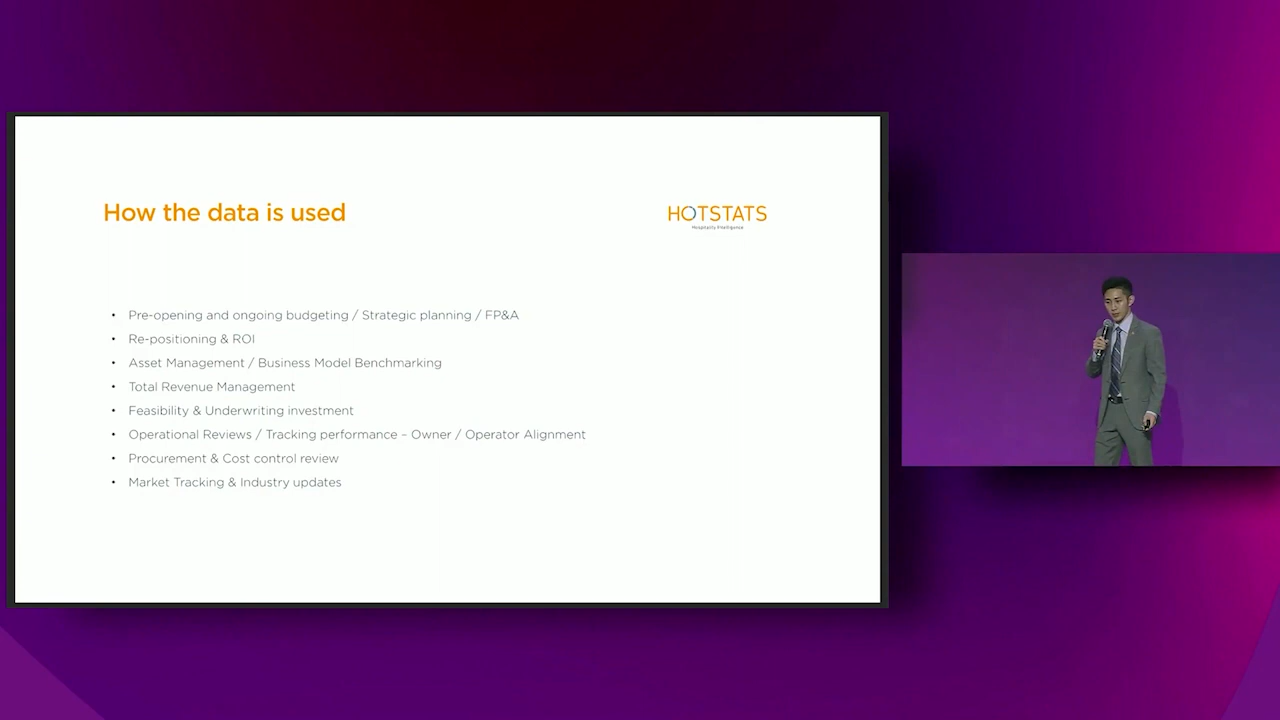 How the data is used
HOTSTATS
Hospitality Intelligence
• Pre-opening and ongoing budgeting / Strategic planning / FP&A
• Re-positioning & ROI
• Asset Management / Business Model Benchmarking
• Total Revenue Management
• Feasibility & Underwriting investment
• Operational Reviews / Tracking performance – Owner / Operator Alignment
• Procurement & Cost control review
• Market Tracking & Industry updates